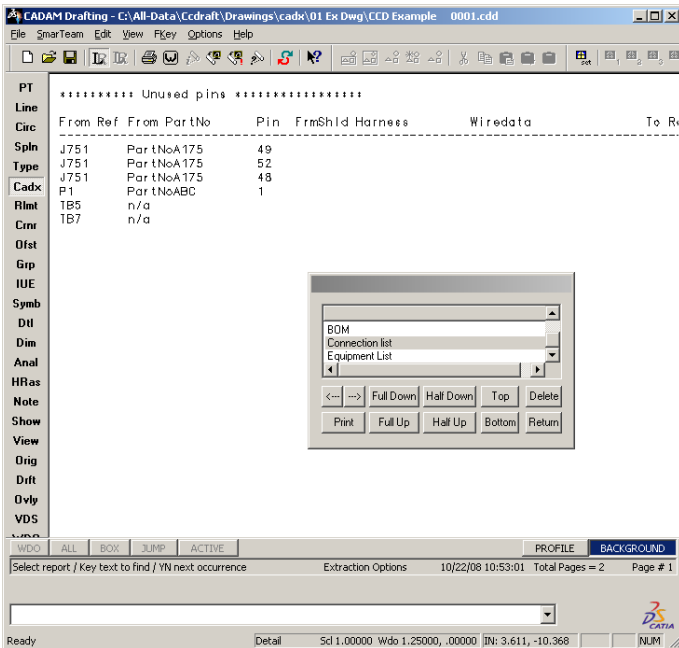 CADAM Drafting - C:\All-Data\Ccdraft\Drawings\cadx\01 Ex Dwg\CCD Example 0001.cdd
File SmarTeam Edit View FKey Options Help
set
PT
Line
Circ
Spln
Type
Cadx
Rlmt
Crnr
Ofst
Grp
IUE
Symb
Dtl
Dim
Anal
HRas
Note
Show
View
Orig
Drft
Ovly
VDS
********** Unused pins *****************
From Ref From PartNo Pin FrmShld Harness Wiredata To Re
J751 PartNoA175 49
J751 PartNoA175 52
J751 PartNoA175 48
P1 PartNoABC 1
TB5 n/a
TB7 n/a
BOM
Connection list
Equipment List
<--- ---> Full Down Half Down Top Delete
Print Full Up Half Up Bottom Return
WDO ALL BOX JUMP ACTIVE PROFILE BACKGROUND
Select report / Key text to find / YN next occurrence Extraction Options 10/22/08 10:53:01 Total Pages = 2 Page # 1
CATIA
Ready Detail Scl 1.00000 Wdo 1.25000, .00000 IN: 3.611, -10.368 NUM